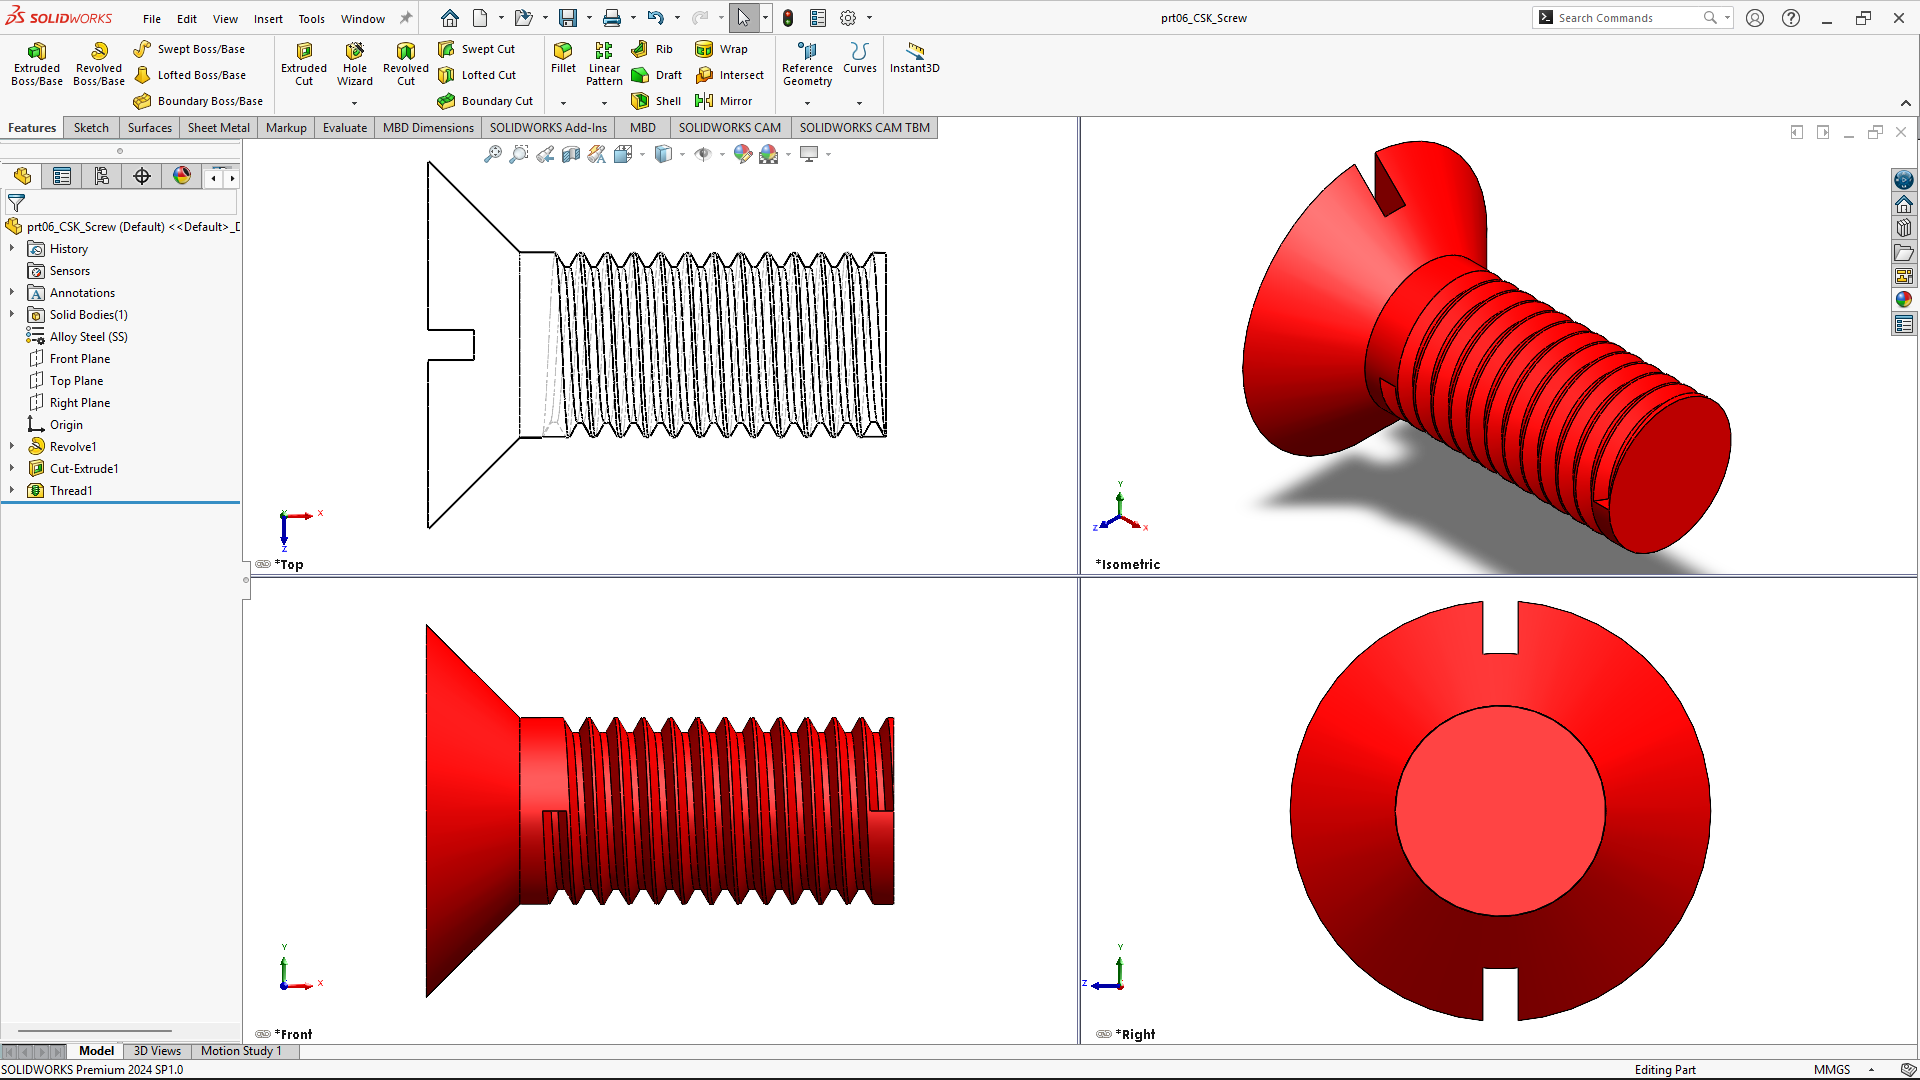 SOLIDWORKS File Edit View Insert Tools Window prt06_CSK_Screw Search Commands
Extruded Boss/Base
Revolved Boss/Base
Swept Boss/Base
Lofted Boss/Base
Boundary Boss/Base
Extruded Cut
Hole Wizard
Revolved Cut
Swept Cut
Lofted Cut
Boundary Cut
Fillet
Linear Pattern
Rib
Draft
Shell
Wrap
Intersect
Mirror
Reference Geometry
Curves
Instant3D
Features Sketch Surfaces Sheet Metal Markup Evaluate MBD Dimensions SOLIDWORKS Add-Ins MBD SOLIDWORKS CAM SOLIDWORKS CAM TBM
prt06_CSK_Screw (Default) <<Default>_D
History
Sensors
Annotations
Solid Bodies(1)
Alloy Steel (SS)
Front Plane
Top Plane
Right Plane
Origin
Revolve1
Cut-Extrude1
Thread1
X
Z
*Top
Y
Z
X
*Isometric
Y
X
*Front
Y
Z
*Right
Model 3D Views Motion Study 1
SOLIDWORKS Premium 2024 SP1.0 Editing Part MMGS